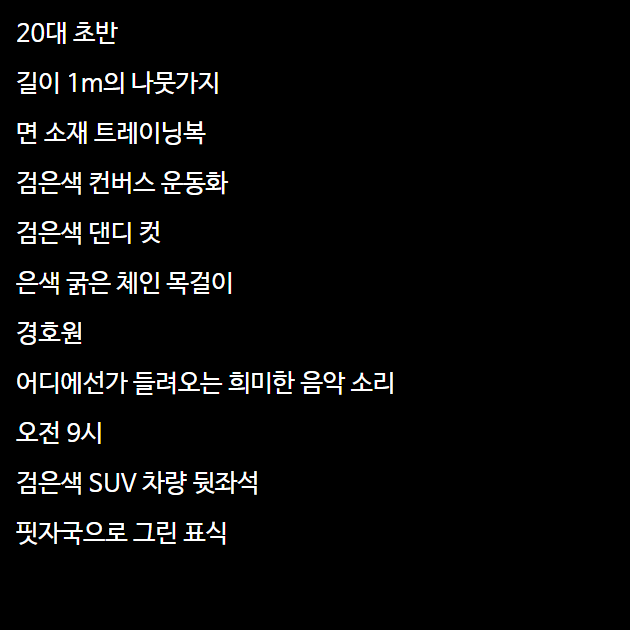 20대 초반
길이 1m의 나뭇가지
면 소재 트레이닝복
검은색 컨버스 운동화
검은색 댄디 컷
은색 굵은 체인 목걸이
경호원
어디에선가 들려오는 희미한 음악 소리
오전 9시
검은색 SUV 차량 뒷좌석
핏자국으로 그린 표식